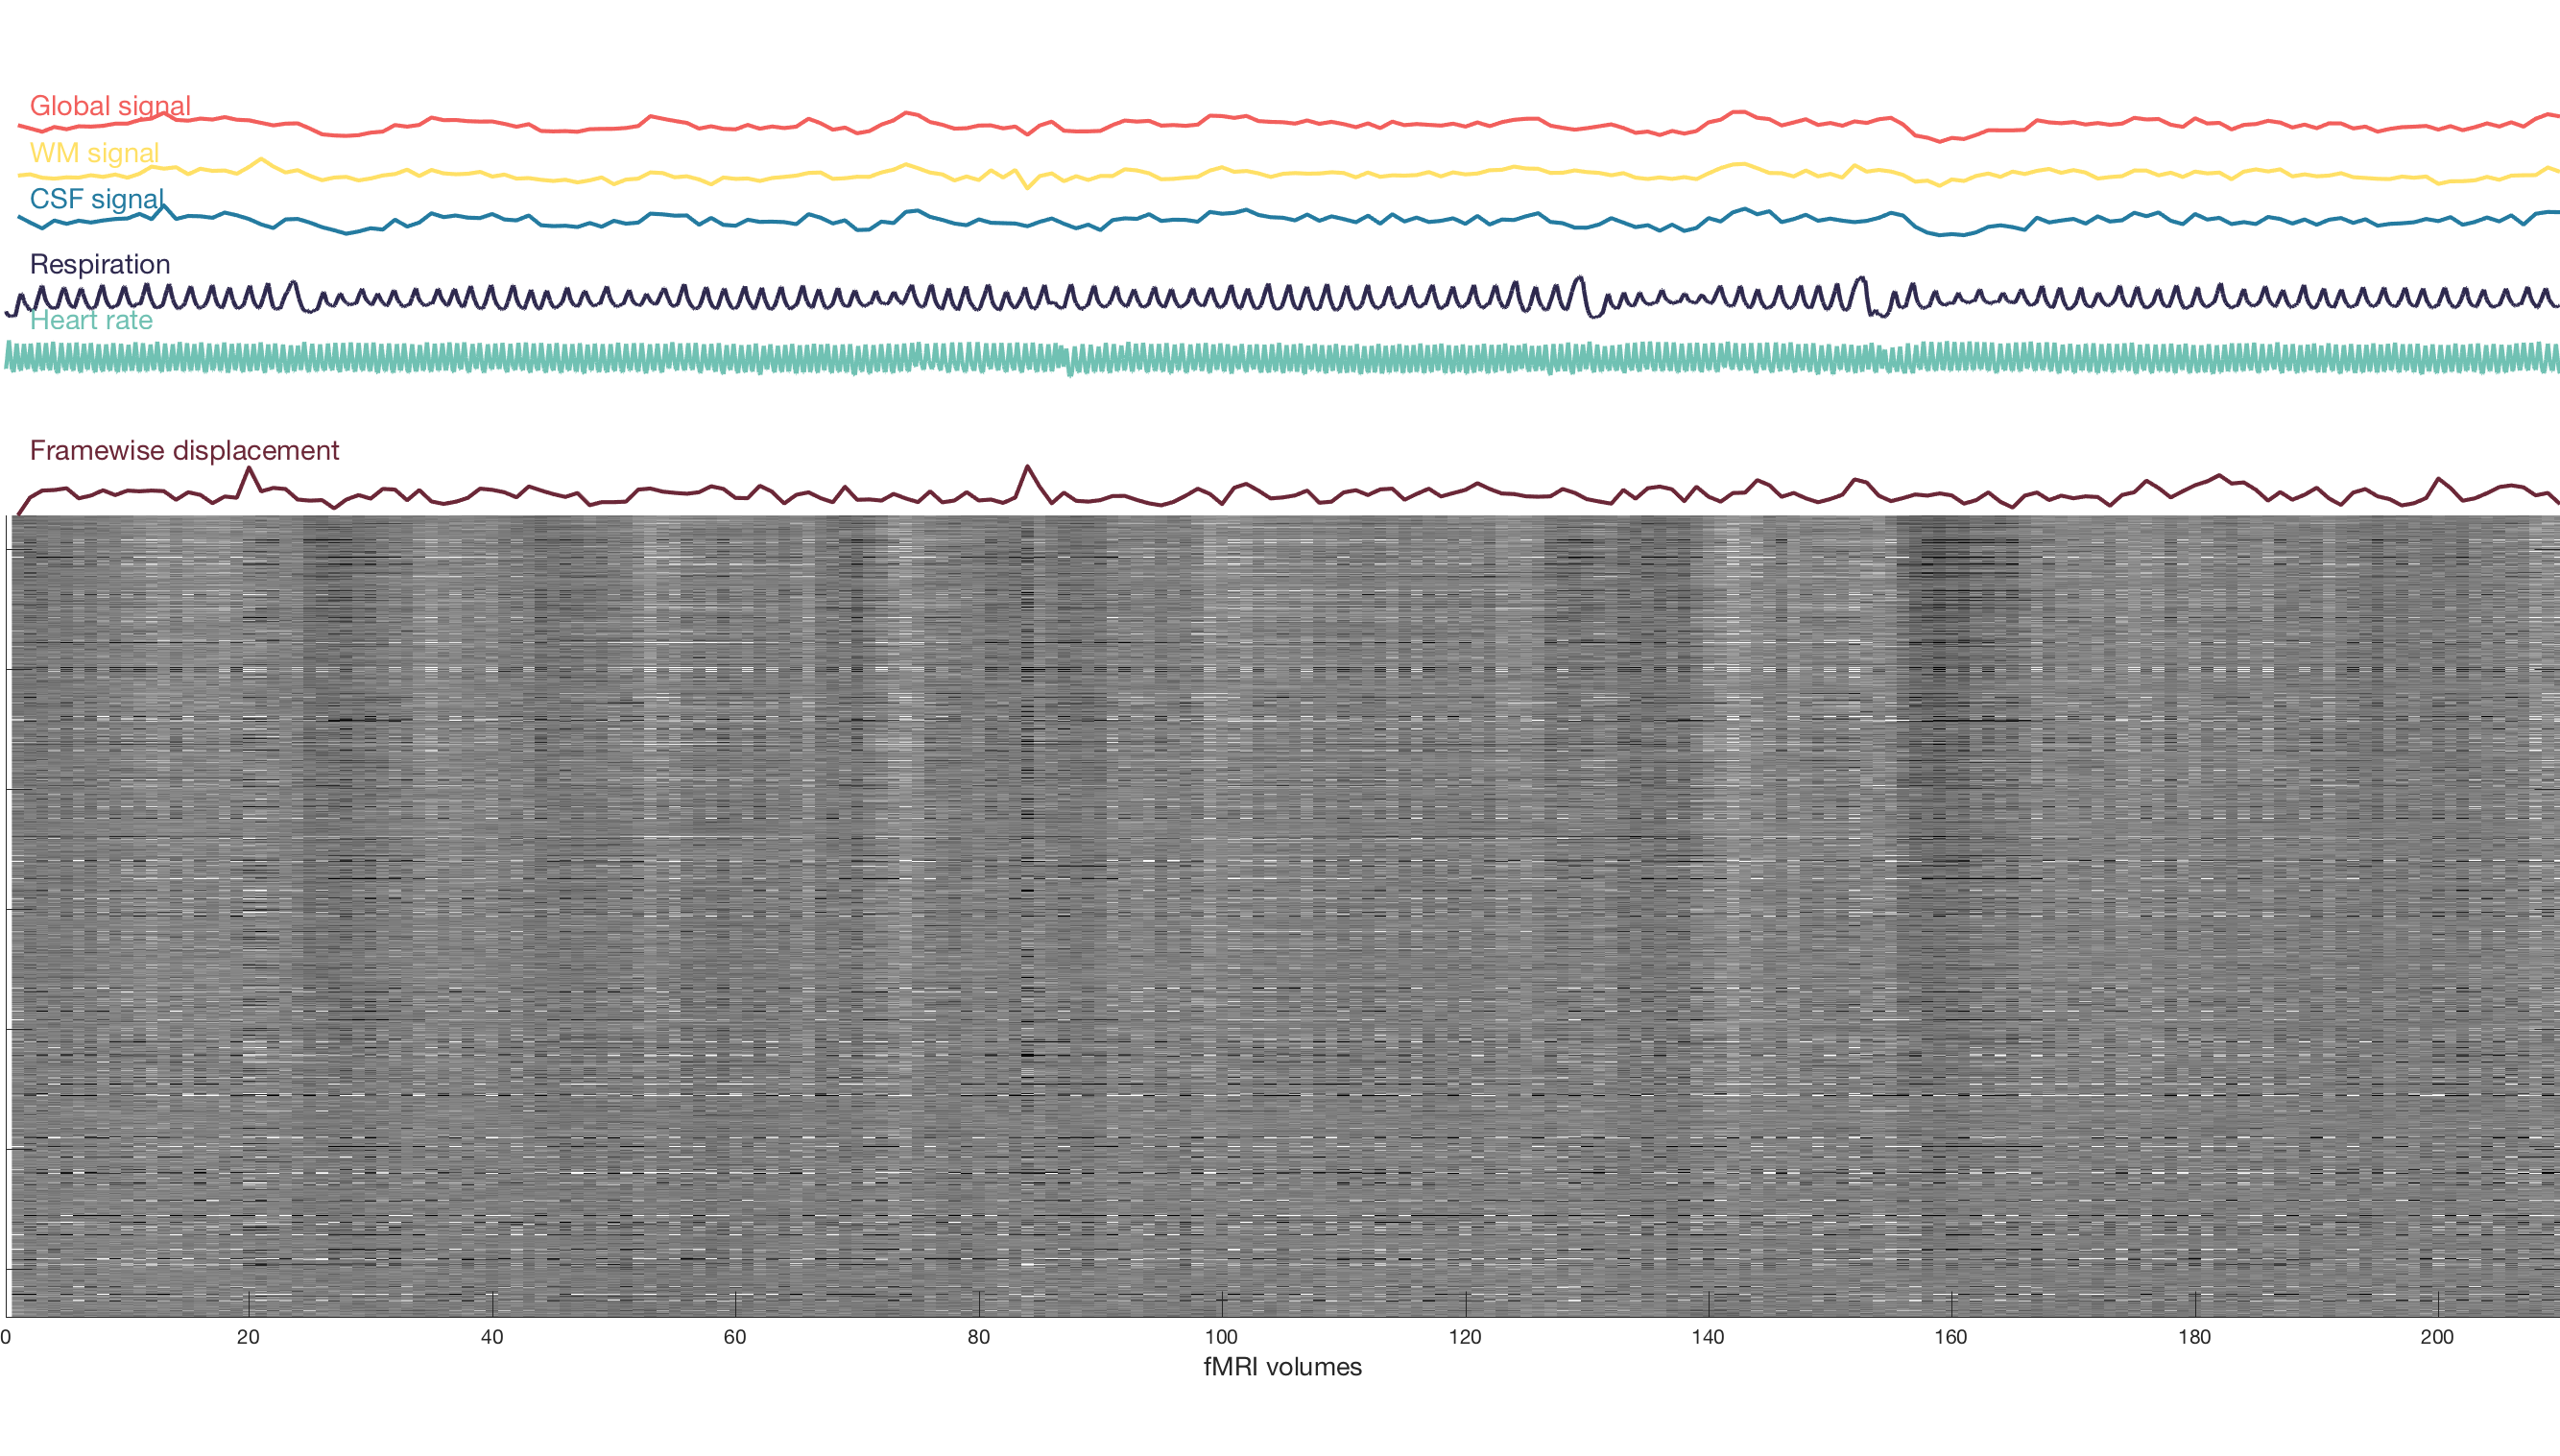 Global signal
WM signal
CSF signal
Respiration
Heart rate
Framewise displacement
0 20 40 60 80 100 120 140 160 180 200
fMRI volumes